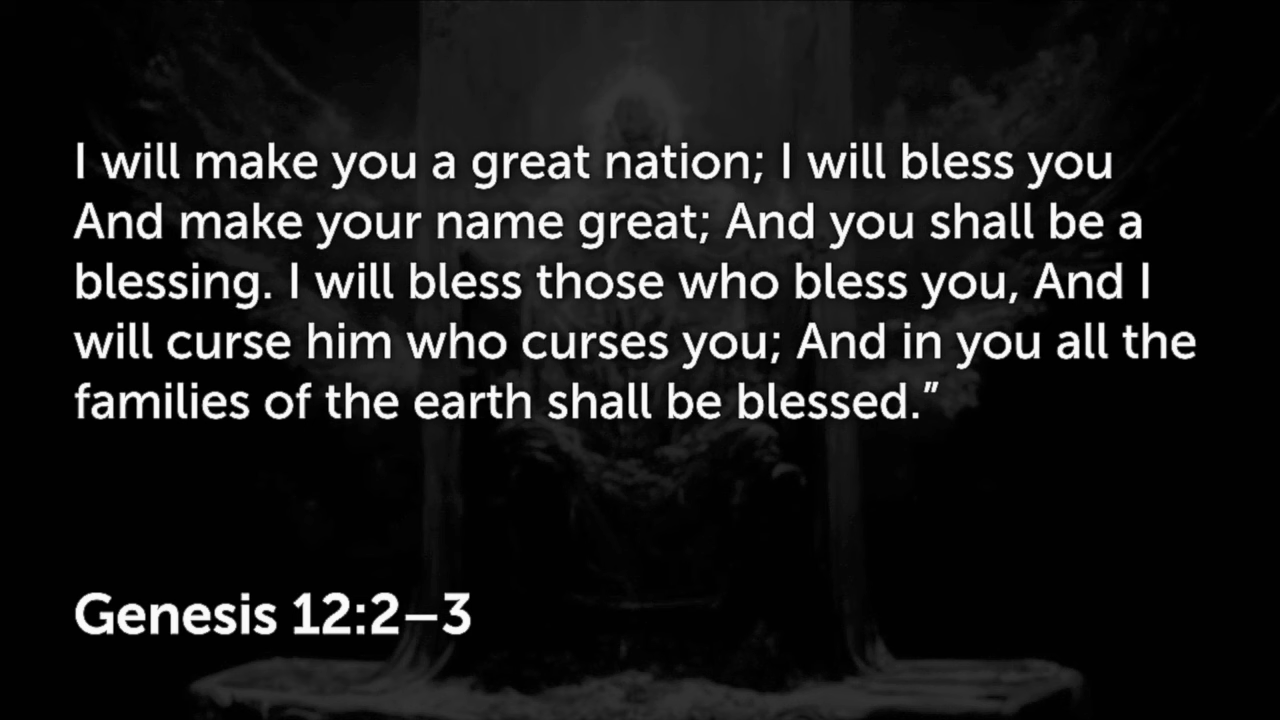 I will make you a great nation; I will bless you
And make your name great; And you shall be a
blessing. I will bless those who bless you, And I
will curse him who curses you; And in you all the
families of the earth shall be blessed.”
Genesis 12:2–3